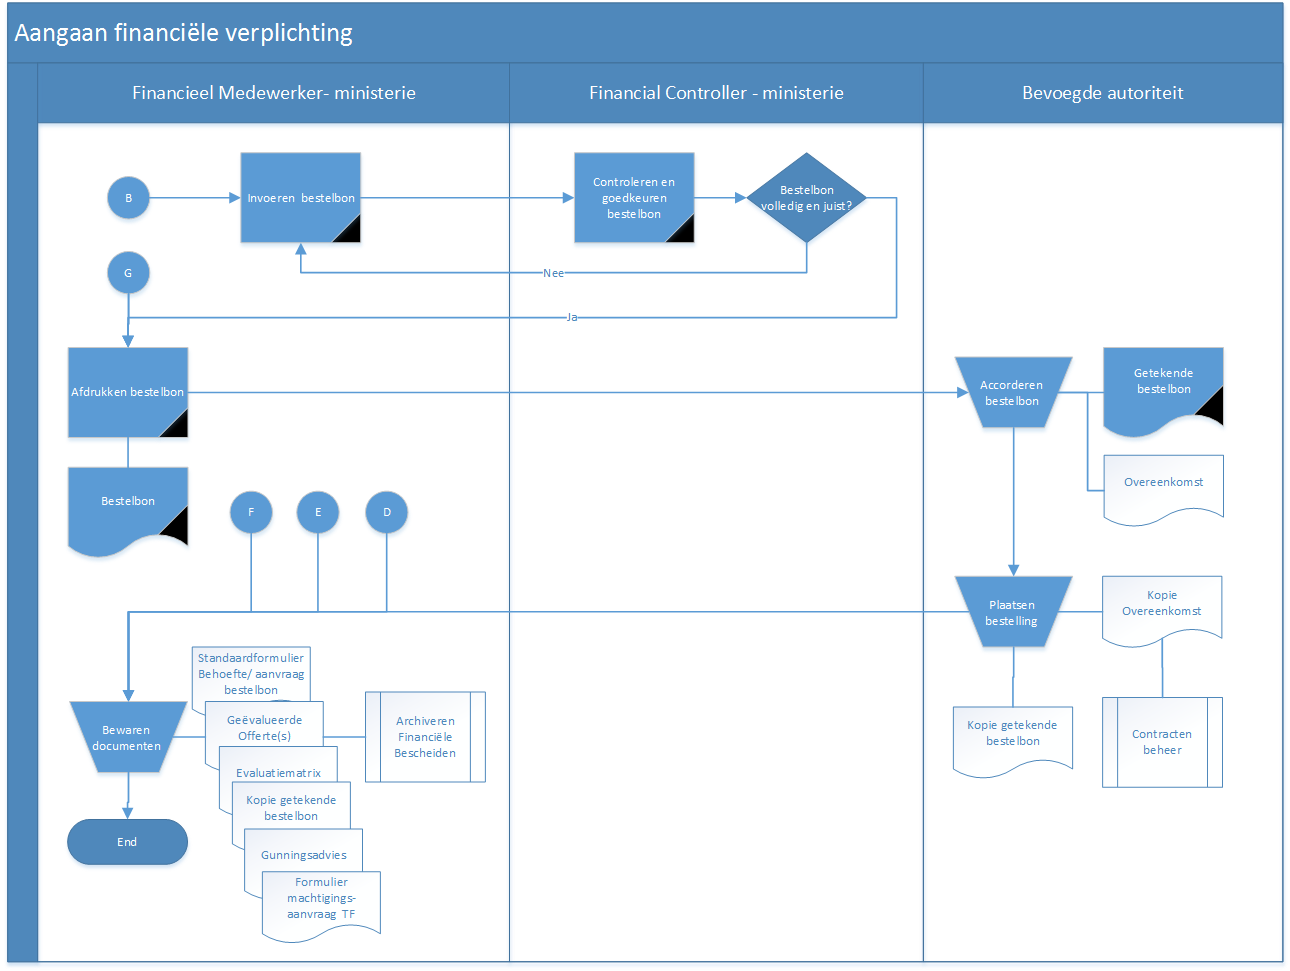 Aangaan financiële verplichting
Financieel Medewerker- ministerie
Financial Controller - ministerie
Bevoegde autoriteit
B
Invoeren bestelbon
Controleren en
goedkeuren
bestelbon
Bestelbon
volledig en juist?
G
Nee
Ja
Afdrukken bestelbon
Accorderen
bestelbon
Getekende
bestelbon
Bestelbon
F
E
D
Overeenkomst
Plaatsen
bestelling
Kopie
Overeenkomst
Standaardformulier
Behoefte/ aanvraag
bestelbon
Bewaren
documenten
Geëvalueerde
Offerte(s)
Archiveren
Financiële
Bescheiden
Kopie getekende
bestelbon
Contracten
beheer
Evaluatiematrix
Kopie getekende
bestelbon
End
Gunningsadvies
Formulier
machtigings-
aanvraag TF